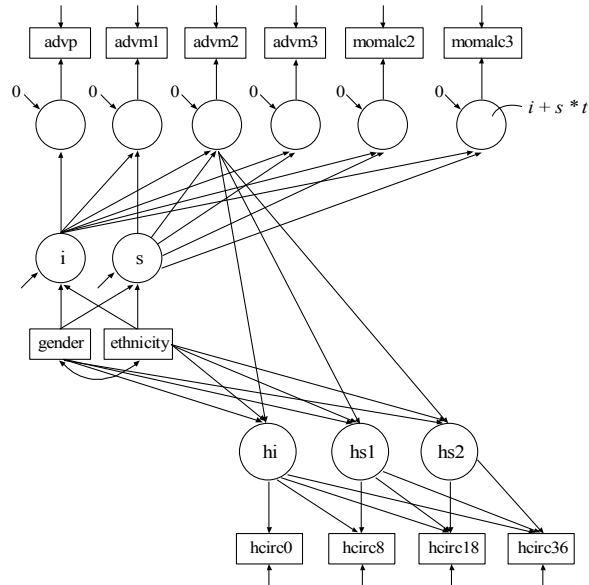 advp advm1 advm2 advm3 momalc2 momalc3
0 0 0 0 0 0
i + s * t
i s
gender ethnicity
hi hs1 hs2
hcirc0 hcirc8 hcirc18 hcirc36